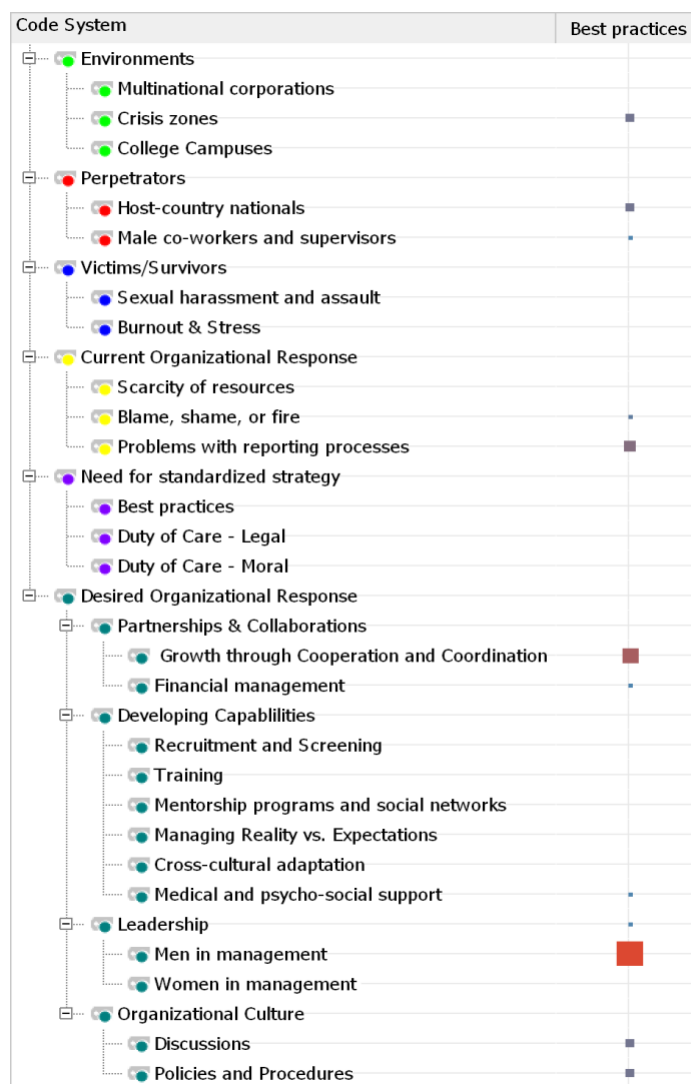 Code System
Best practices
Environments
Multinational corporations
Crisis zones
College Campuses
Perpetrators
Host-country nationals
Male co-workers and supervisors
Victims/Survivors
Sexual harassment and assault
Burnout & Stress
Current Organizational Response
Scarcity of resources
Blame, shame, or fire
Problems with reporting processes
Need for standardized strategy
Best practices
Duty of Care - Legal
Duty of Care - Moral
Desired Organizational Response
Partnerships & Collaborations
Growth through Cooperation and Coordination
Financial management
Developing Capablilities
Recruitment and Screening
Training
Mentorship programs and social networks
Managing Reality vs. Expectations
Cross-cultural adaptation
Medical and psycho-social support
Leadership
Men in management
Women in management
Organizational Culture
Discussions
Policies and Procedures